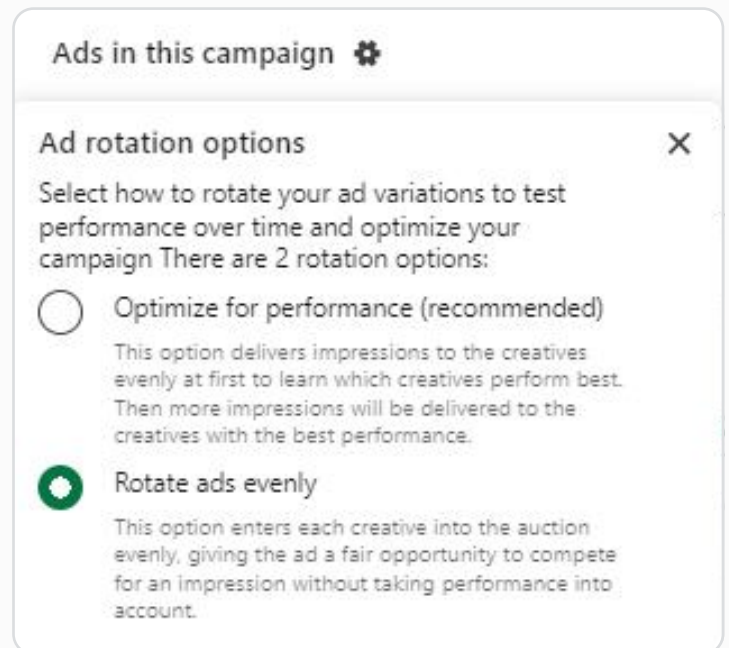 Ads in this campaign
Ad rotation options
Select how to rotate your ad variations to test
performance over time and optimize your
campaign There are 2 rotation options:
Optimize for performance (recommended)
This option delivers impressions to the creatives
evenly at first to learn which creatives perform best.
Then more impressions will be delivered to the
creatives with the best performance.
Rotate ads evenly
This option enters each creative into the auction
evenly, giving the ad a fair opportunity to compete
for an impression without taking performance into
account.